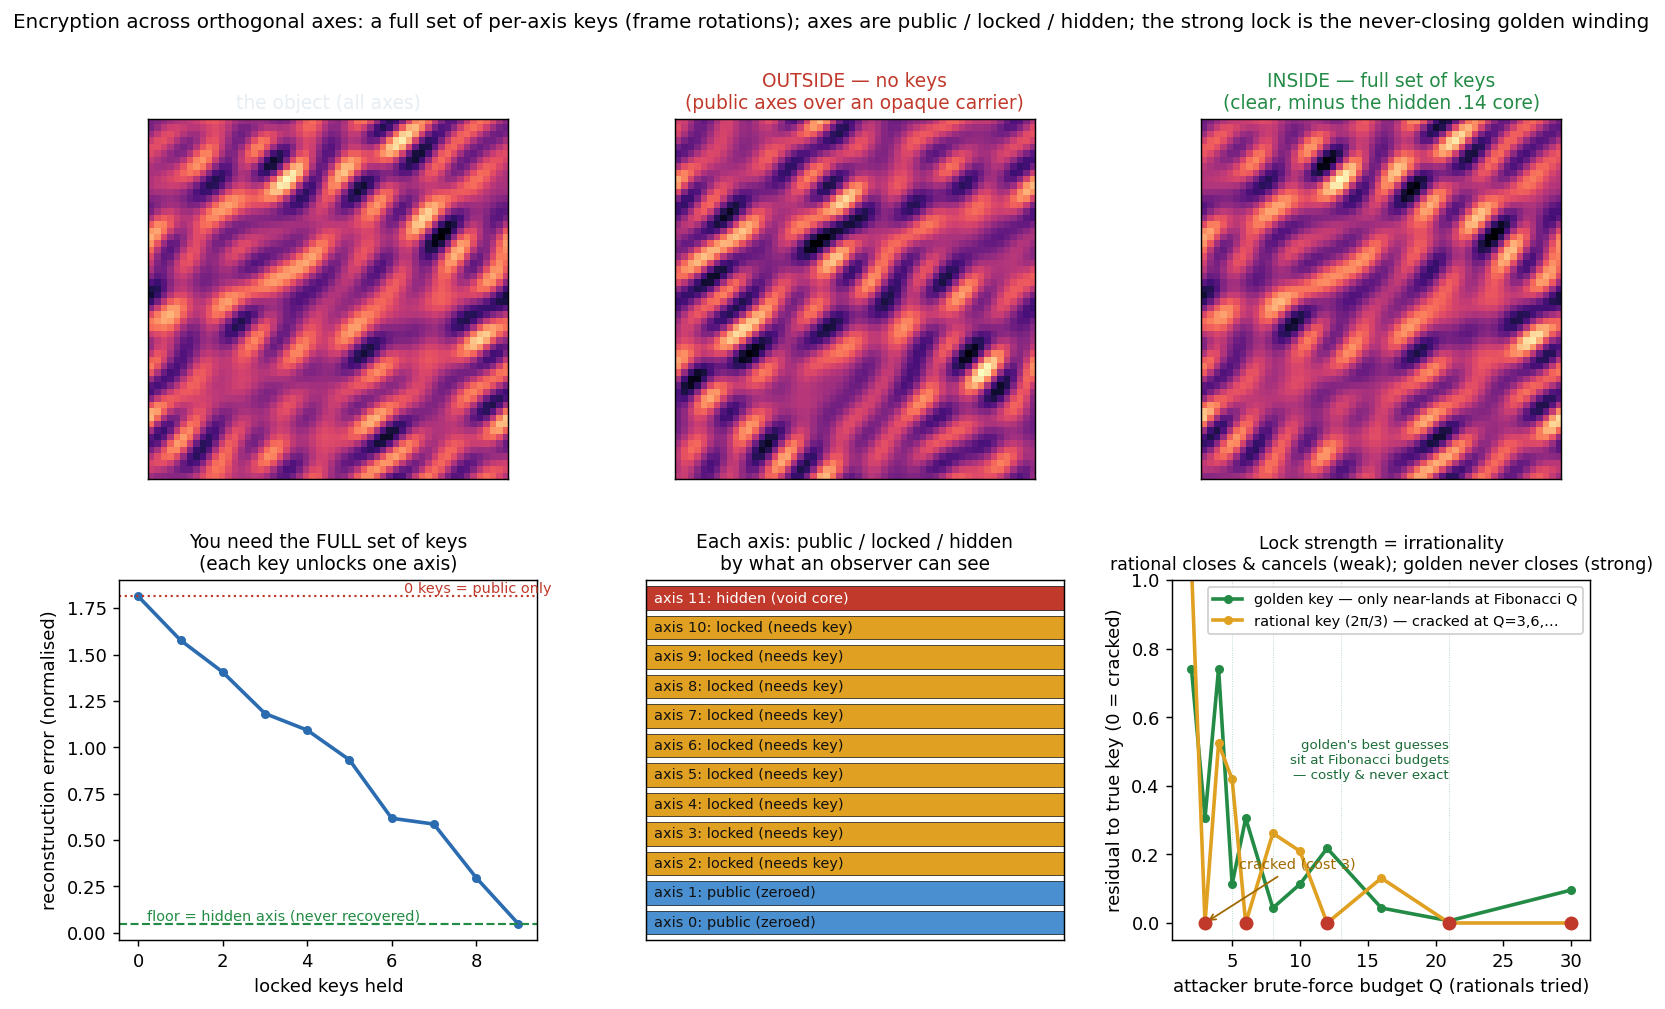 Encryption across orthogonal axes: a full set of per-axis keys (frame rotations); axes are public / locked / hidden; the strong lock is the never-closing golden winding
the object (all axes)
OUTSIDE — no keys
(public axes over an opaque carrier)
INSIDE — full set of keys
(clear, minus the hidden .14 core)
You need the FULL set of keys
(each key unlocks one axis)
0 keys = public only
floor = hidden axis (never recovered)
reconstruction error (normalised)
1.75
1.50
1.25
1.00
0.75
0.50
0.25
0.00
0 2 4 6 8
locked keys held
Each axis: public / locked / hidden
by what an observer can see
axis 11: hidden (void core)
axis 10: locked (needs key)
axis 9: locked (needs key)
axis 8: locked (needs key)
axis 7: locked (needs key)
axis 6: locked (needs key)
axis 5: locked (needs key)
axis 4: locked (needs key)
axis 3: locked (needs key)
axis 2: locked (needs key)
axis 1: public (zeroed)
axis 0: public (zeroed)
Lock strength = irrationality
rational closes & cancels (weak); golden never closes (strong)
golden key — only near-lands at Fibonacci Q
rational key (2π/3) — cracked at Q=3,6,…
golden's best guesses
sit at Fibonacci budgets
— costly & never exact
cracked (cost 3)
residual to true key (0 = cracked)
1.0
0.8
0.6
0.4
0.2
0.0
5 10 15 20 25 30
attacker brute-force budget Q (rationals tried)